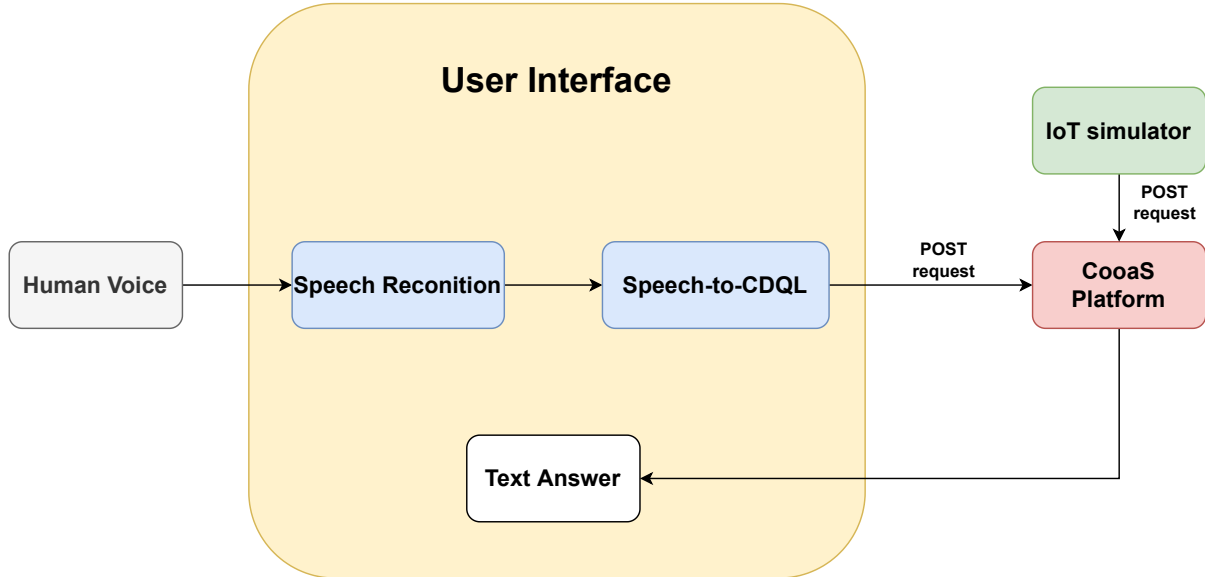 User Interface
IoT simulator
POST
request
Human Voice
Speech Reconition
Speech-to-CDQL
POST
request
CooaS
Platform
Text Answer